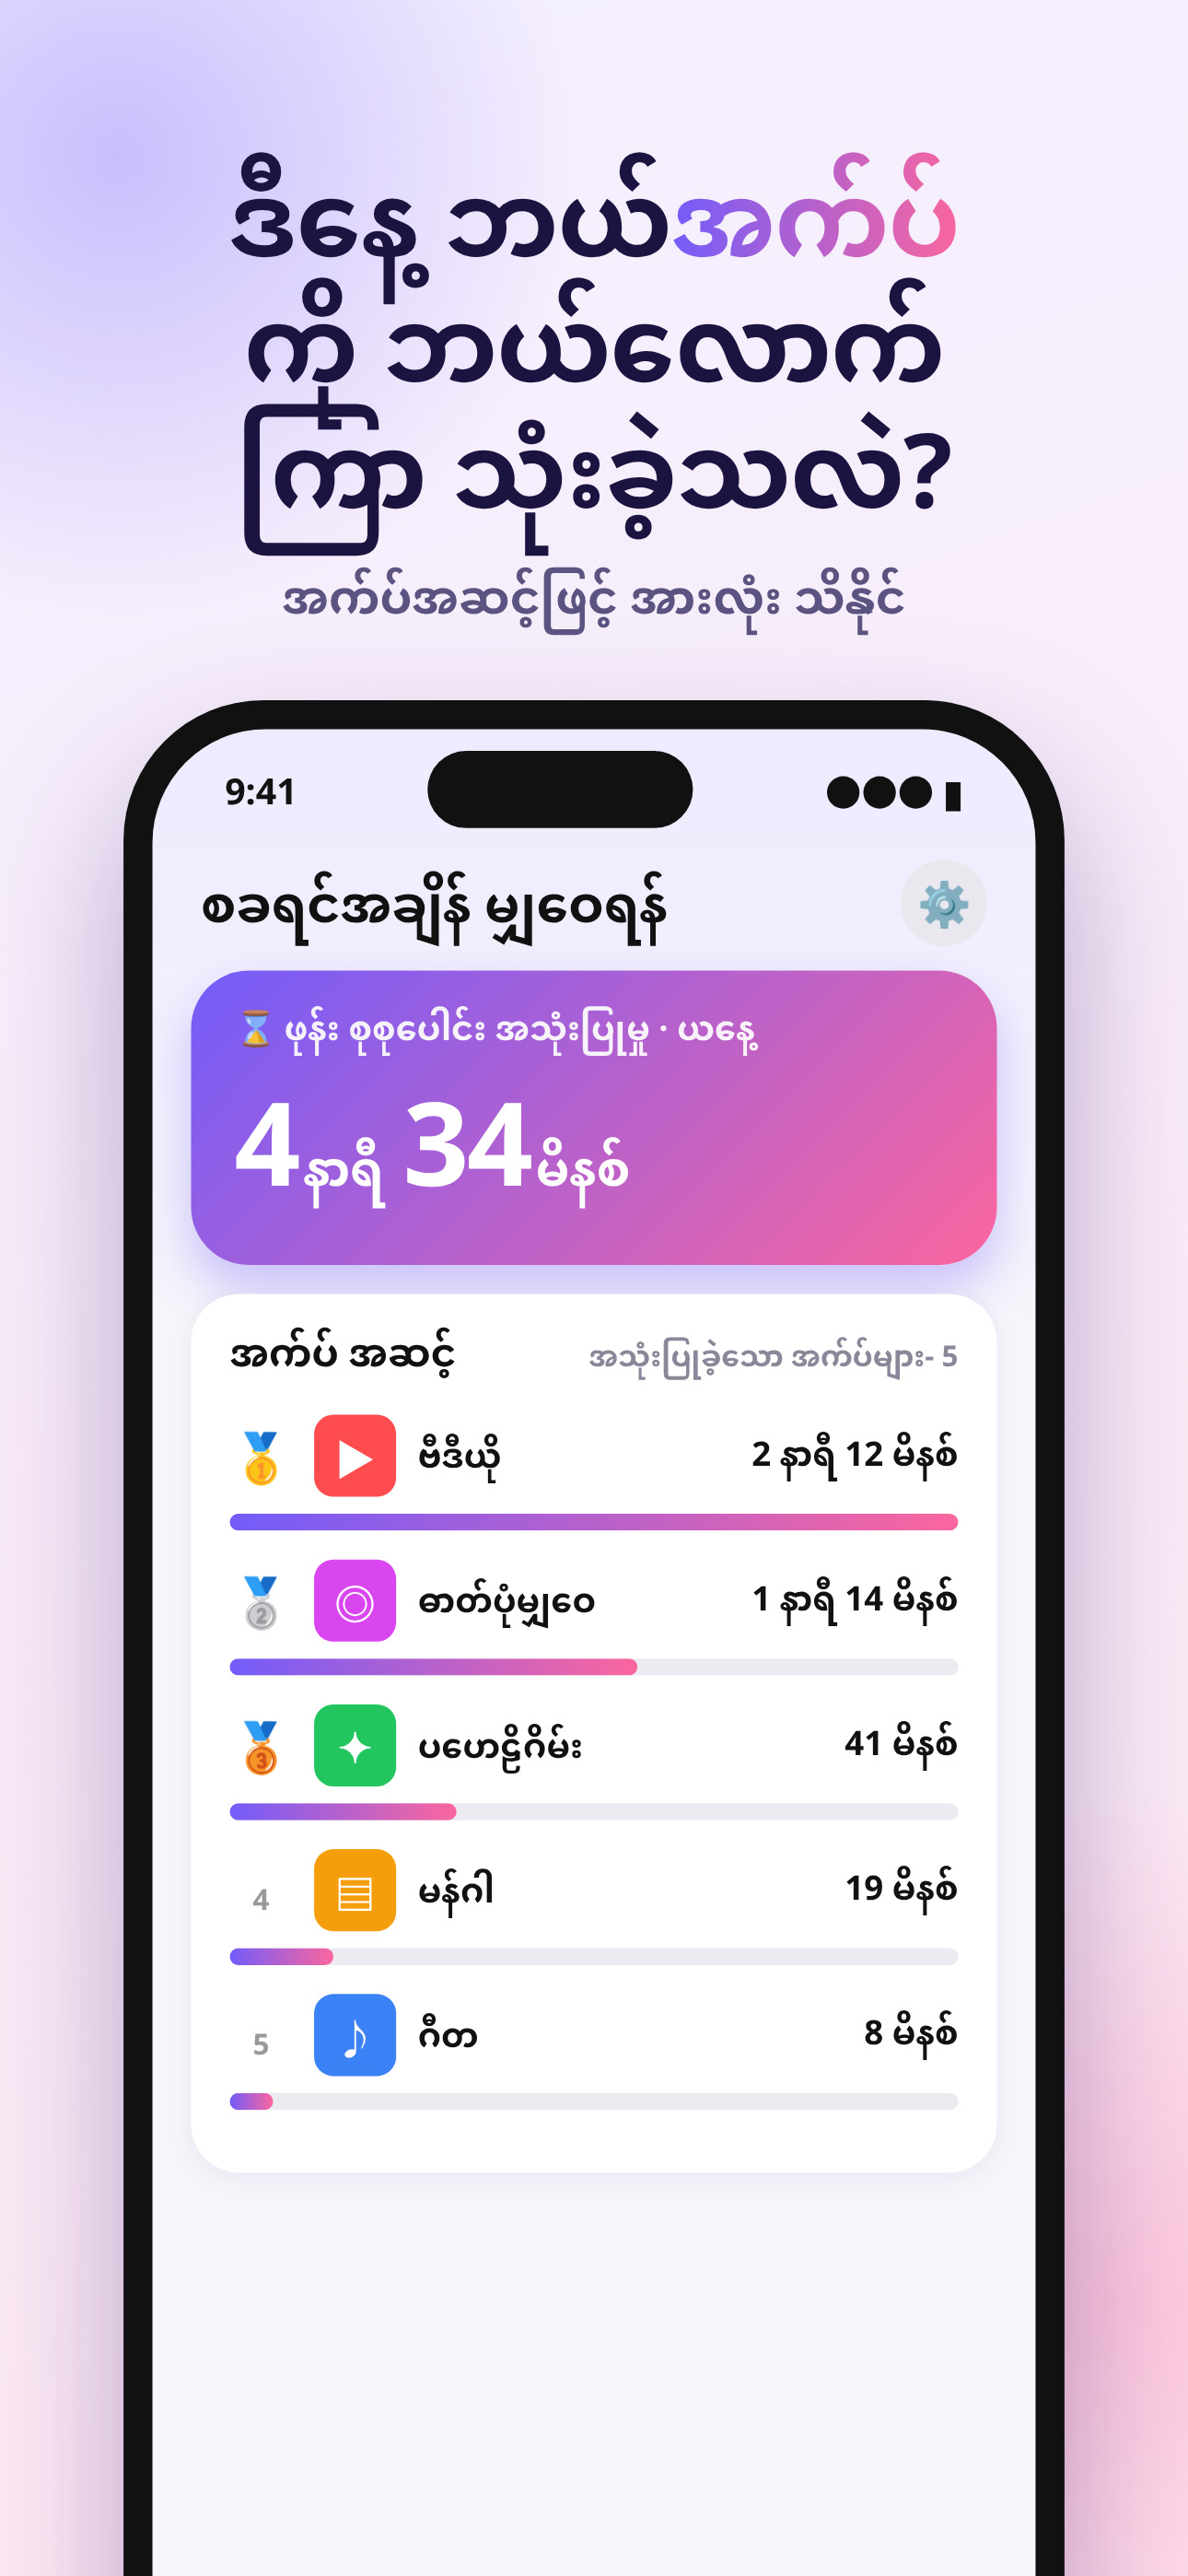 ဒီနေ့ ဘယ်အက်ပ်
ကို ဘယ်လောက်
ကြာ သုံးခဲ့သလဲ?
အက်ပ်အဆင့်ဖြင့် အားလုံး သိနိုင်
9:41
စခရင်အချိန် မျှဝေရန်
ဖုန်း စုစုပေါင်း အသုံးပြုမှု · ယနေ့
4နာရီ 34မိနစ်
အက်ပ် အဆင့် အသုံးပြုခဲ့သော အက်ပ်များ- 5
1 ဗီဒီယို 2 နာရီ 12 မိနစ်
2 ဓာတ်ပုံမျှဝေ 1 နာရီ 14 မိနစ်
3 ပဟေဠိဂိမ်း 41 မိနစ်
4 မန်ဂါ 19 မိနစ်
5 ဂီတ 8 မိနစ်